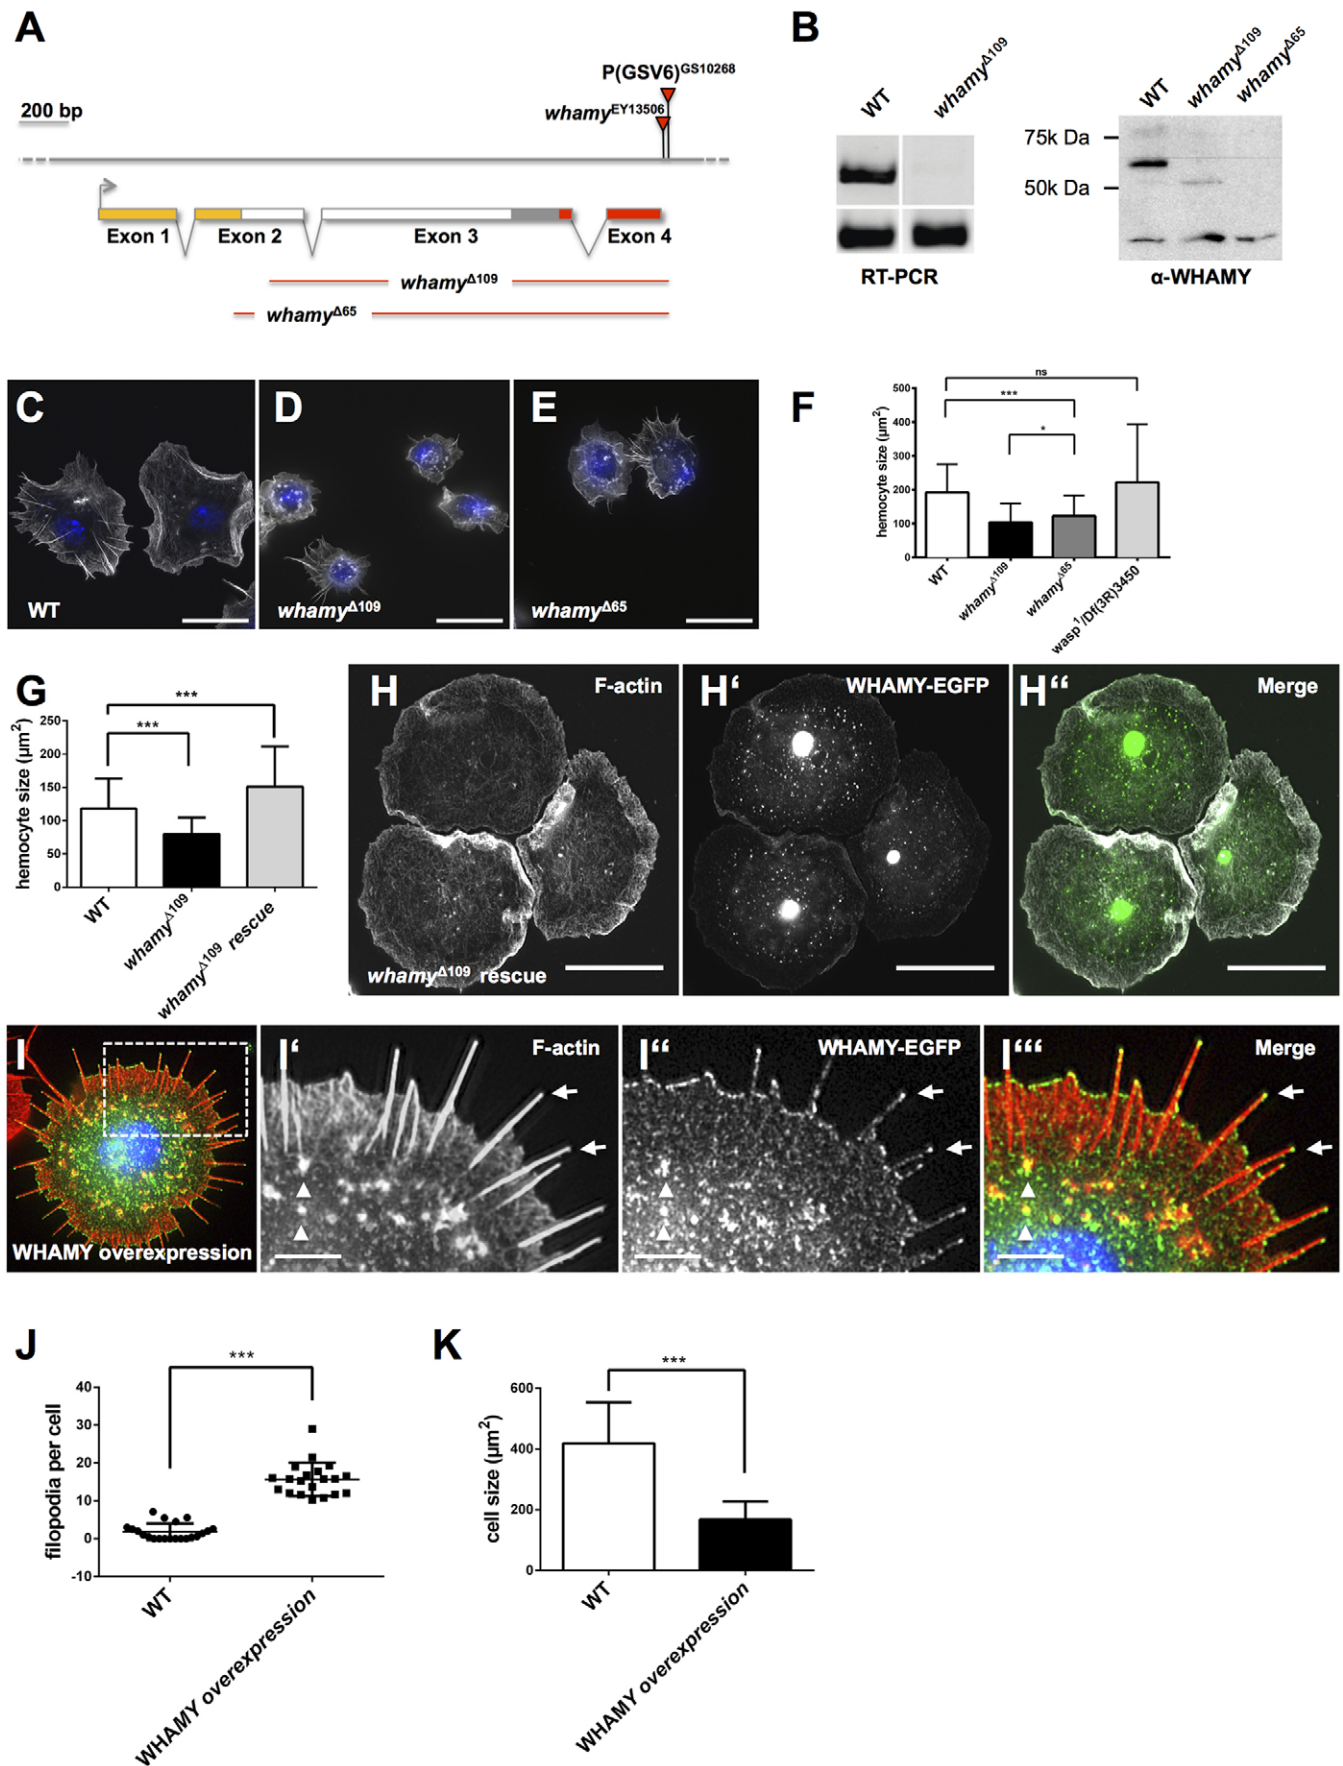 A
B
P(GSV6)GS10268
200 bp
whamyEY13506
Exon 1
Exon 2
Exon 3
Exon 4
whamyΔ109
whamyΔ65
WT
whamyΔ109
RT-PCR
WT
whamyΔ109
whamyΔ65
75k Da
50k Da
α-WHAMY
C
WT
D
whamyΔ109
E
whamyΔ65
F
hemocyte size (µm2)
500
400
300
200
100
0
ns
***
*
WT
whamyΔ109
whamyΔ65
wasp1/Df(3R)3450
G
hemocyte size (µm2)
250
200
150
100
50
0
***
***
WT
whamyΔ109
whamyΔ109 rescue
H
F-actin
whamyΔ109 rescue
H‘
WHAMY-EGFP
H“
Merge
I
WHAMY overexpression
I‘
F-actin
I“
WHAMY-EGFP
I“‘
Merge
J
filopodia per cell
40
30
20
10
0
-10
***
WT
WHAMY overexpression
K
cell size (µm2)
600
400
200
0
***
WT
WHAMY overexpression